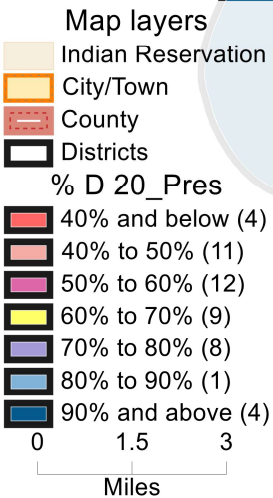 Map layers
Indian Reservation
City/Town
County
Districts
% D 20_Pres
40% and below (4)
40% to 50% (11)
50% to 60% (12)
60% to 70% (9)
70% to 80% (8)
80% to 90% (1)
90% and above (4)
0 1.5 3
Miles